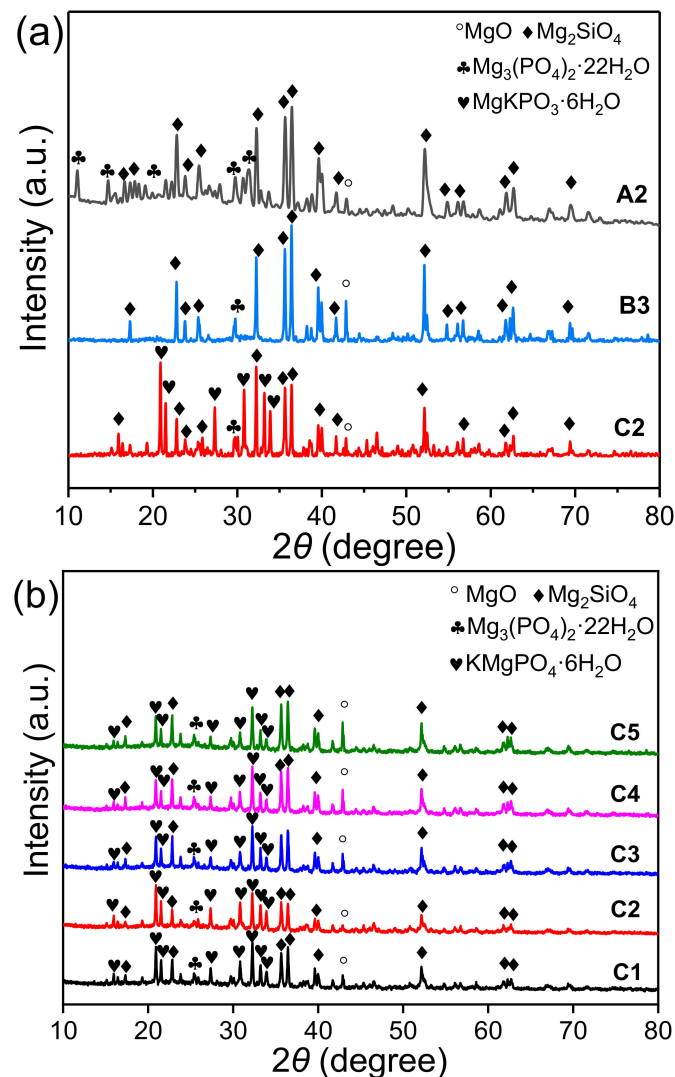 (a)
○MgO ♦Mg₂SiO₄
♣Mg₃(PO₄)₂·22H₂O
♥MgKPO₃·6H₂O
Intensity (a.u.)
A2
B3
C2
10 20 30 40 50 60 70 80
2θ (degree)
(b)
○ MgO ♦Mg₂SiO₄
♣Mg₃(PO₄)₂·22H₂O
♥KMgPO₄·6H₂O
Intensity (a.u.)
C5
C4
C3
C2
C1
10 20 30 40 50 60 70 80
2θ (degree)